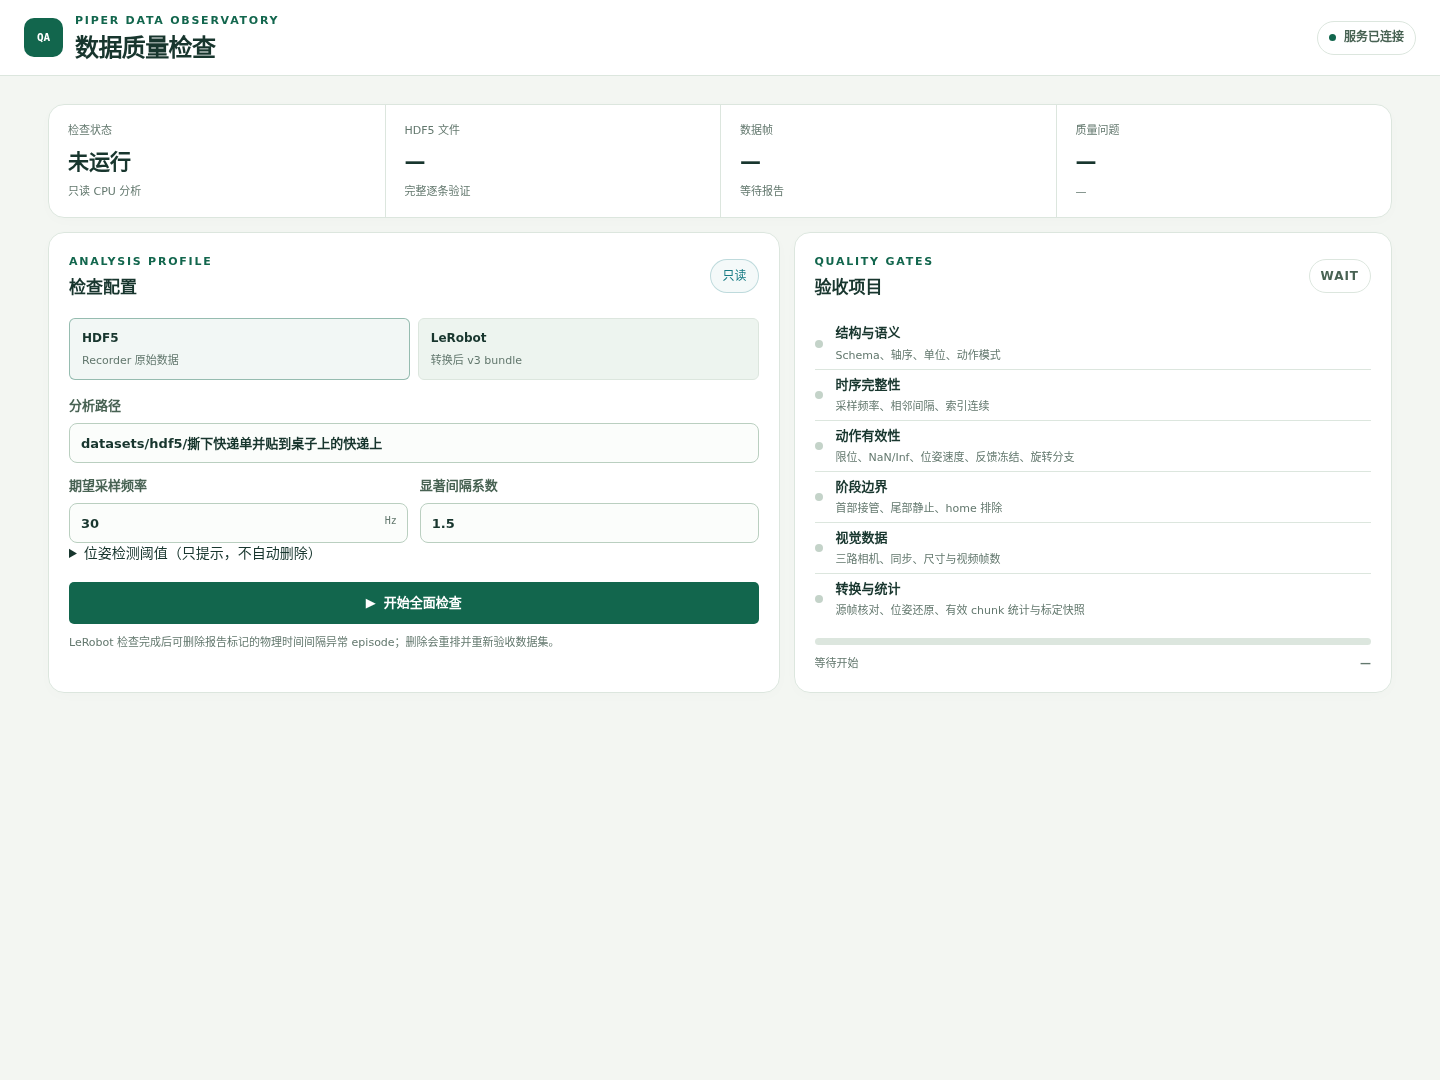 QA
PIPER DATA OBSERVATORY
数据质量检查
服务已连接
检查状态
未运行
只读 CPU 分析
HDF5 文件
—
完整逐条验证
数据帧
—
等待报告
质量问题
—
—
ANALYSIS PROFILE
检查配置
只读
HDF5
Recorder 原始数据
LeRobot
转换后 v3 bundle
分析路径
datasets/hdf5/撕下快递单并贴到桌子上的快递上
期望采样频率
30 Hz
显著间隔系数
1.5
▶ 位姿检测阈值（只提示，不自动删除）
▶ 开始全面检查
LeRobot 检查完成后可删除报告标记的物理时间间隔异常 episode；删除会重排并重新验收数据集。
QUALITY GATES
验收项目
WAIT
结构与语义
Schema、轴序、单位、动作模式
时序完整性
采样频率、相邻间隔、索引连续
动作有效性
限位、NaN/Inf、位姿速度、反馈冻结、旋转分支
阶段边界
首部接管、尾部静止、home 排除
视觉数据
三路相机、同步、尺寸与视频帧数
转换与统计
源帧核对、位姿还原、有效 chunk 统计与标定快照
等待开始
—